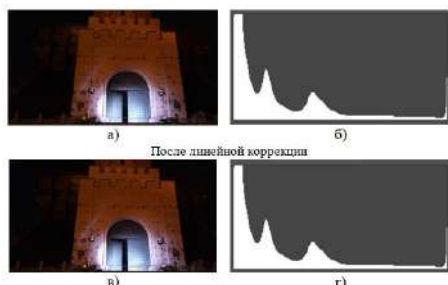 а) б)
После линейной коррекции
в) г)